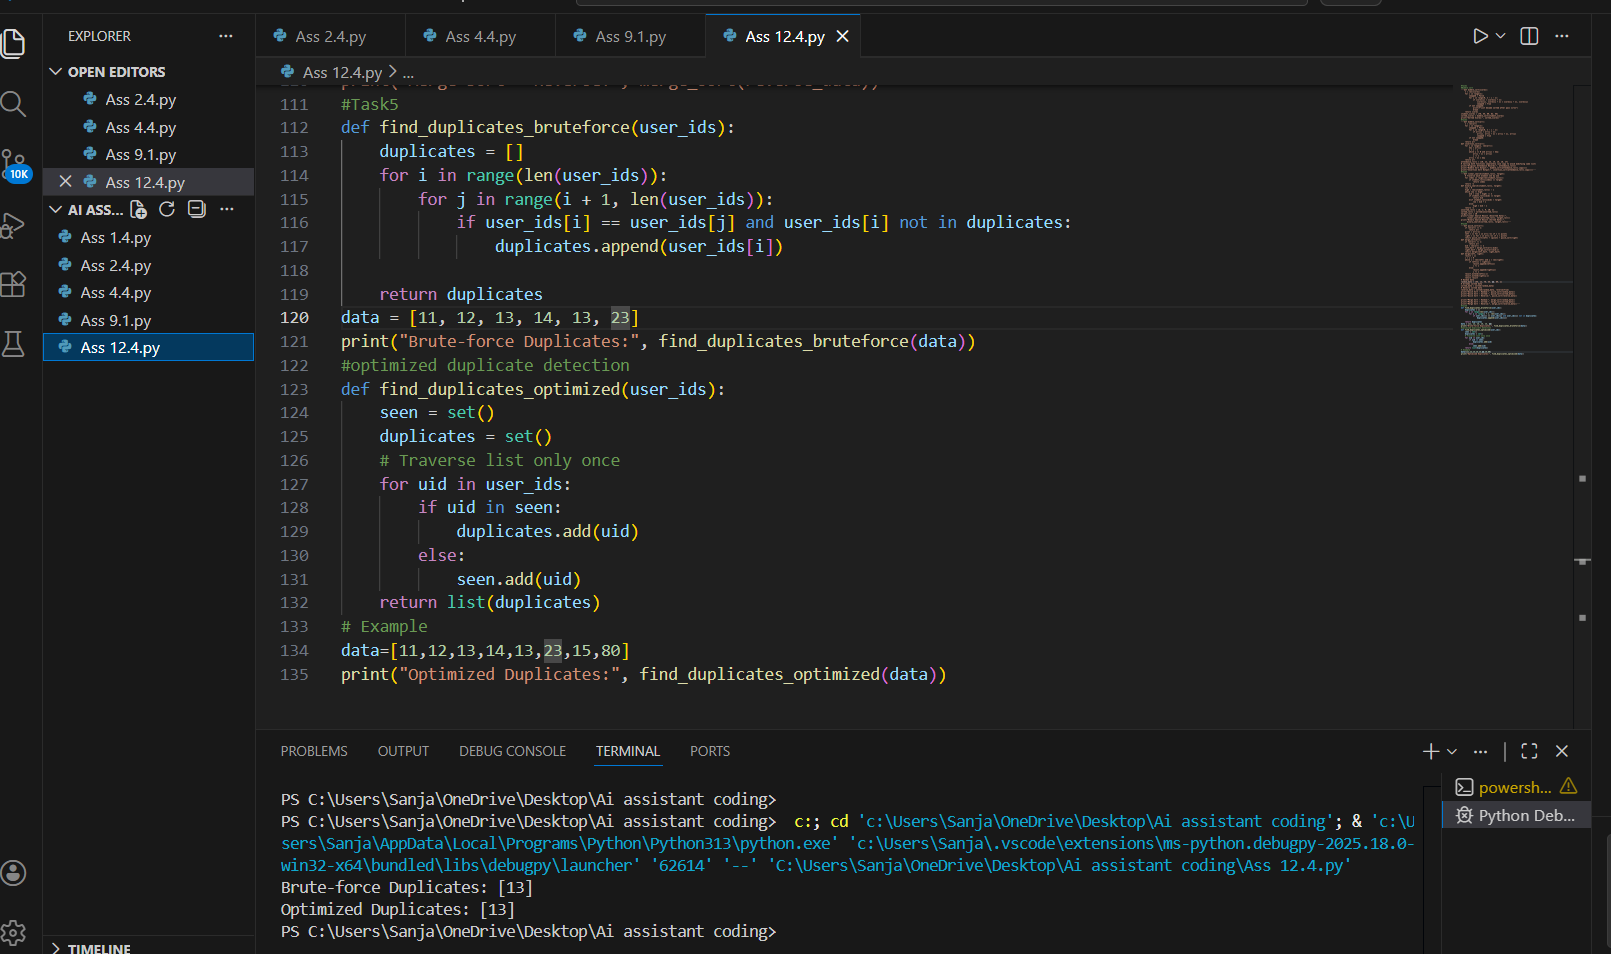 EXPLORER
...
OPEN EDITORS
Ass 2.4.py
Ass 4.4.py
Ass 9.1.py
Ass 12.4.py
AI ASS...
...
Ass 1.4.py
Ass 2.4.py
Ass 4.4.py
Ass 9.1.py
Ass 12.4.py
TIMELINE
10K
Ass 2.4.py
Ass 4.4.py
Ass 9.1.py
Ass 12.4.py
Ass 12.4.py > ...
111 #Task5
112 def find_duplicates_bruteforce(user_ids):
113     duplicates = []
114     for i in range(len(user_ids)):
115         for j in range(i + 1, len(user_ids)):
116             if user_ids[i] == user_ids[j] and user_ids[i] not in duplicates:
117                 duplicates.append(user_ids[i])
118
119     return duplicates
120 data = [11, 12, 13, 14, 13, 23]
121 print("Brute-force Duplicates:", find_duplicates_bruteforce(data))
122 #optimized duplicate detection
123 def find_duplicates_optimized(user_ids):
124     seen = set()
125     duplicates = set()
126     # Traverse list only once
127     for uid in user_ids:
128         if uid in seen:
129             duplicates.add(uid)
130         else:
131             seen.add(uid)
132     return list(duplicates)
133 # Example
134 data=[11,12,13,14,13,23,15,80]
135 print("Optimized Duplicates:", find_duplicates_optimized(data))
PROBLEMS OUTPUT DEBUG CONSOLE TERMINAL PORTS
PS C:\Users\Sanja\OneDrive\Desktop\Ai assistant coding>
PS C:\Users\Sanja\OneDrive\Desktop\Ai assistant coding>  c:; cd 'c:\Users\Sanja\OneDrive\Desktop\Ai assistant coding'; & 'c:\U
sers\Sanja\AppData\Local\Programs\Python\Python313\python.exe' 'c:\Users\Sanja\.vscode\extensions\ms-python.debugpy-2025.18.0-
win32-x64\bundled\libs\debugpy\launcher' '62614' '--' 'C:\Users\Sanja\OneDrive\Desktop\Ai assistant coding\Ass 12.4.py'
Brute-force Duplicates: [13]
Optimized Duplicates: [13]
PS C:\Users\Sanja\OneDrive\Desktop\Ai assistant coding>
powersh...
Python Deb...